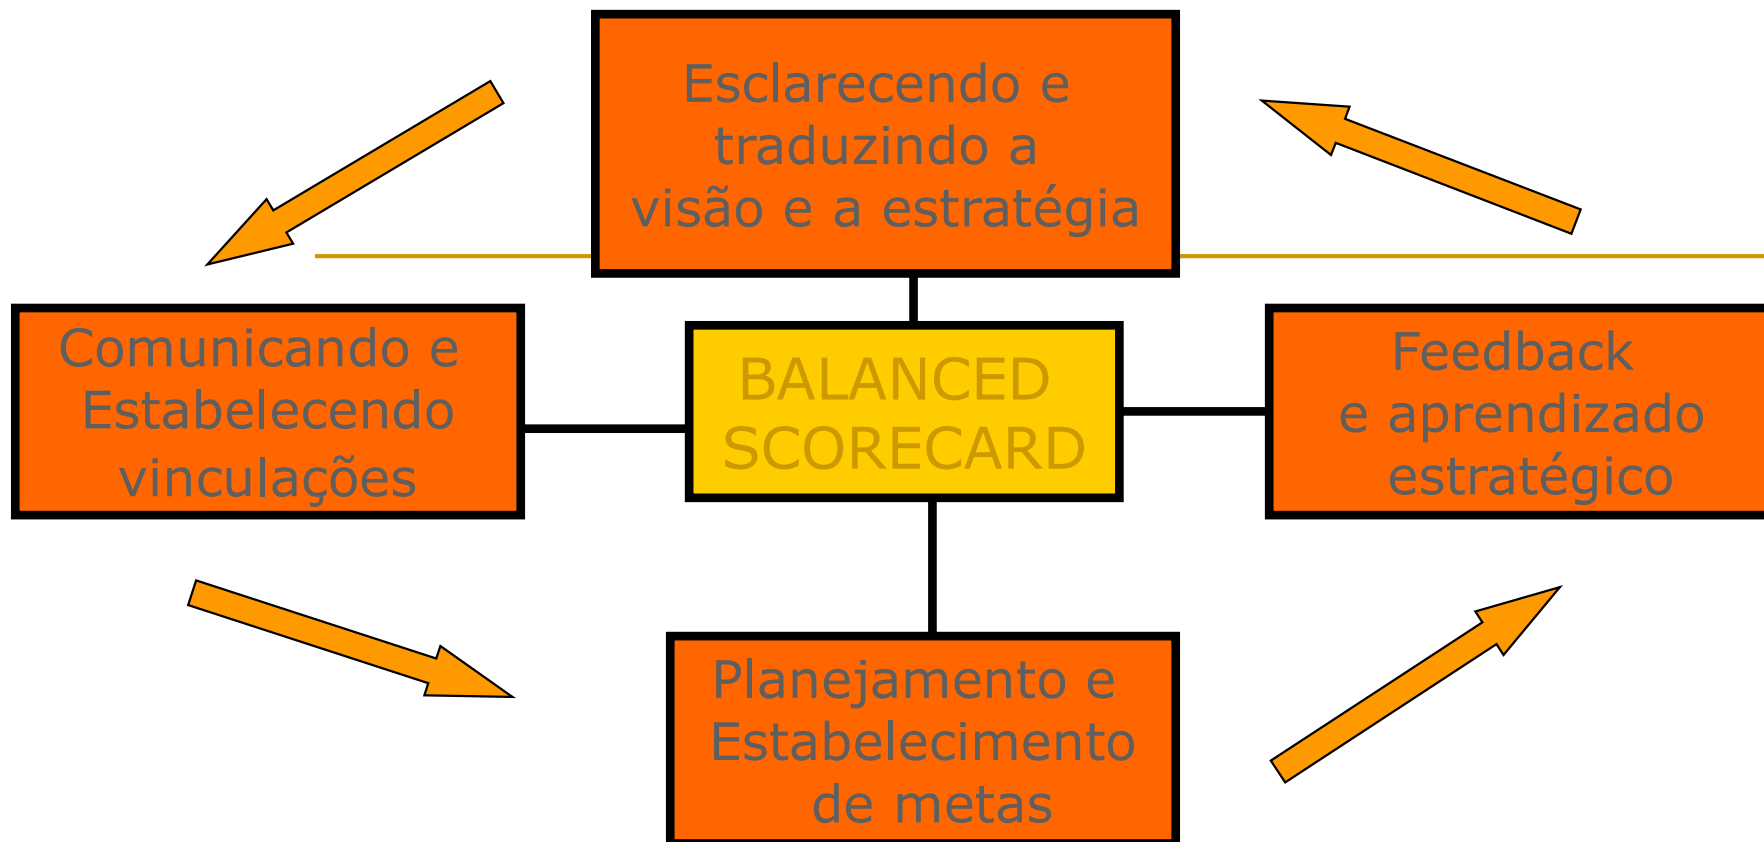 Esclarecendo e
traduzindo a
visão e a estratégia
Comunicando e
Estabelecendo
vinculações
BALANCED
SCORECARD
Feedback
e aprendizado
estratégico
Planejamento e
Estabelecimento
de metas